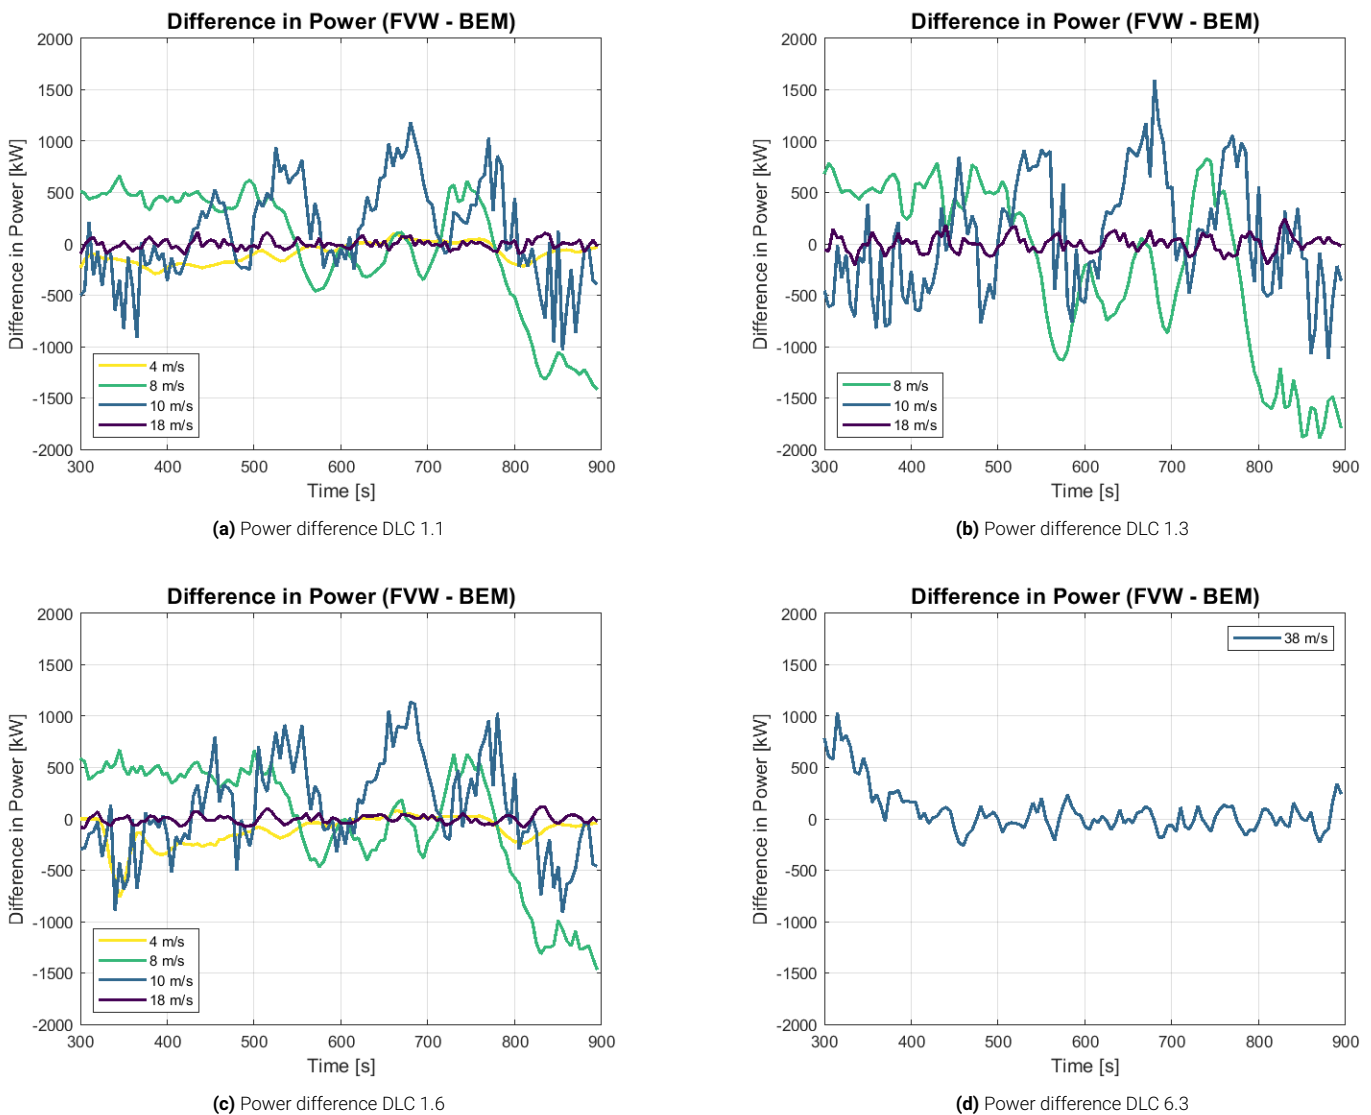 Difference in Power (FVW - BEM)
2000
1500
1000
500
0
-500
-1000
-1500
-2000
Difference in Power [kW]
4 m/s
8 m/s
10 m/s
18 m/s
300 400 500 600 700 800 900
Time [s]
(a) Power difference DLC 1.1
Difference in Power (FVW - BEM)
2000
1500
1000
500
0
-500
-1000
-1500
-2000
Difference in Power [kW]
8 m/s
10 m/s
18 m/s
300 400 500 600 700 800 900
Time [s]
(b) Power difference DLC 1.3
Difference in Power (FVW - BEM)
2000
1500
1000
500
0
-500
-1000
-1500
-2000
Difference in Power [kW]
4 m/s
8 m/s
10 m/s
18 m/s
300 400 500 600 700 800 900
Time [s]
(c) Power difference DLC 1.6
Difference in Power (FVW - BEM)
2000
1500
1000
500
0
-500
-1000
-1500
-2000
Difference in Power [kW]
38 m/s
300 400 500 600 700 800 900
Time [s]
(d) Power difference DLC 6.3